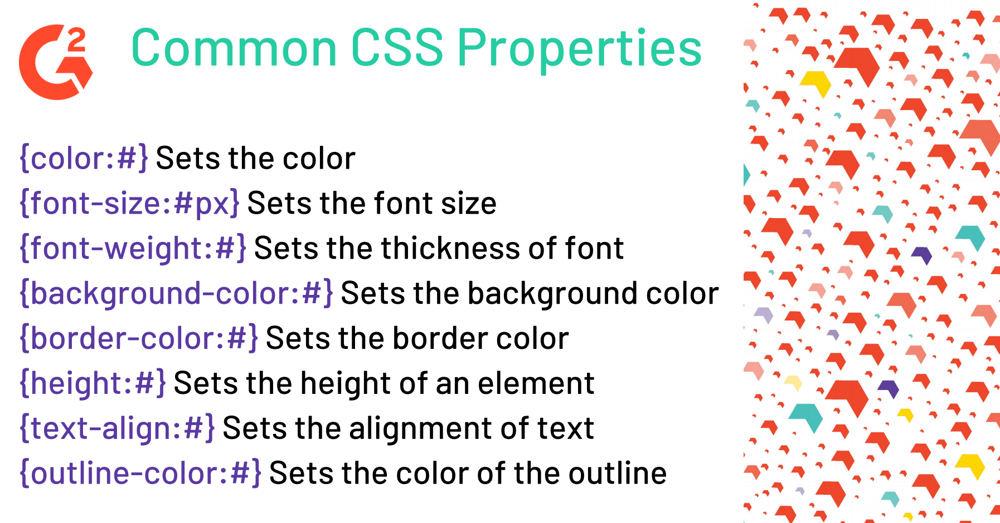 G2
Common CSS Properties
{color:#} Sets the color
{font-size:#px} Sets the font size
{font-weight:#} Sets the thickness of font
{background-color:#} Sets the background color
{border-color:#} Sets the border color
{height:#} Sets the height of an element
{text-align:#} Sets the alignment of text
{outline-color:#} Sets the color of the outline